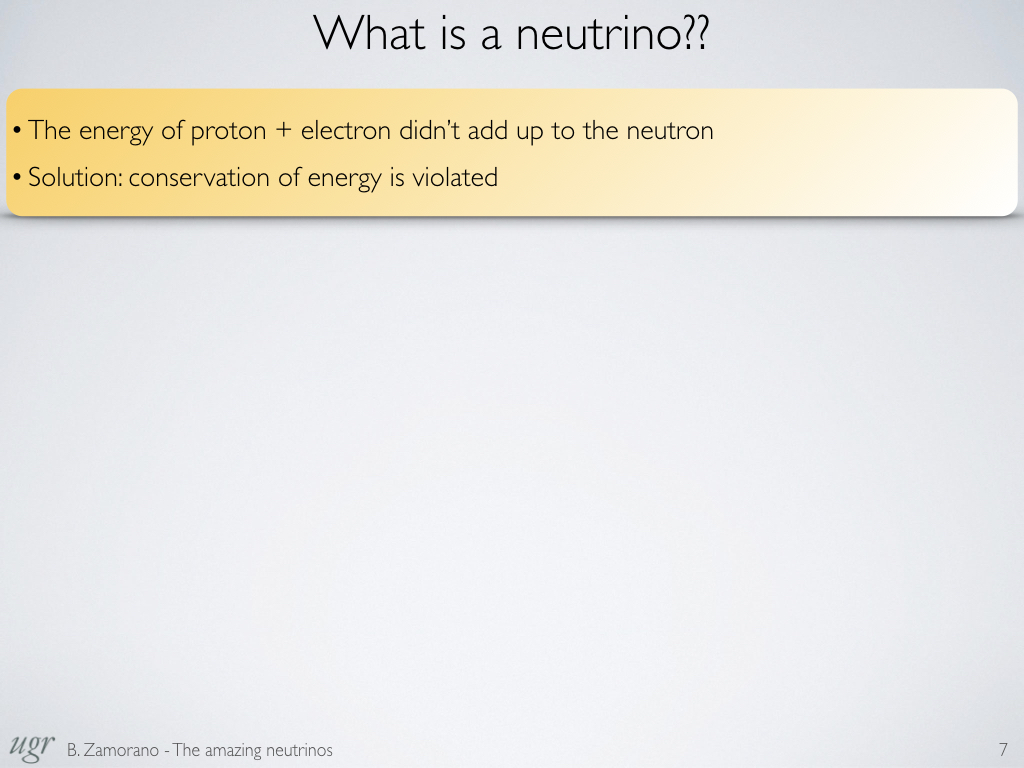 What is a neutrino??
• The energy of proton + electron didn’t add up to the neutron
• Solution: conservation of energy is violated
ugr B. Zamorano - The amazing neutrinos 7